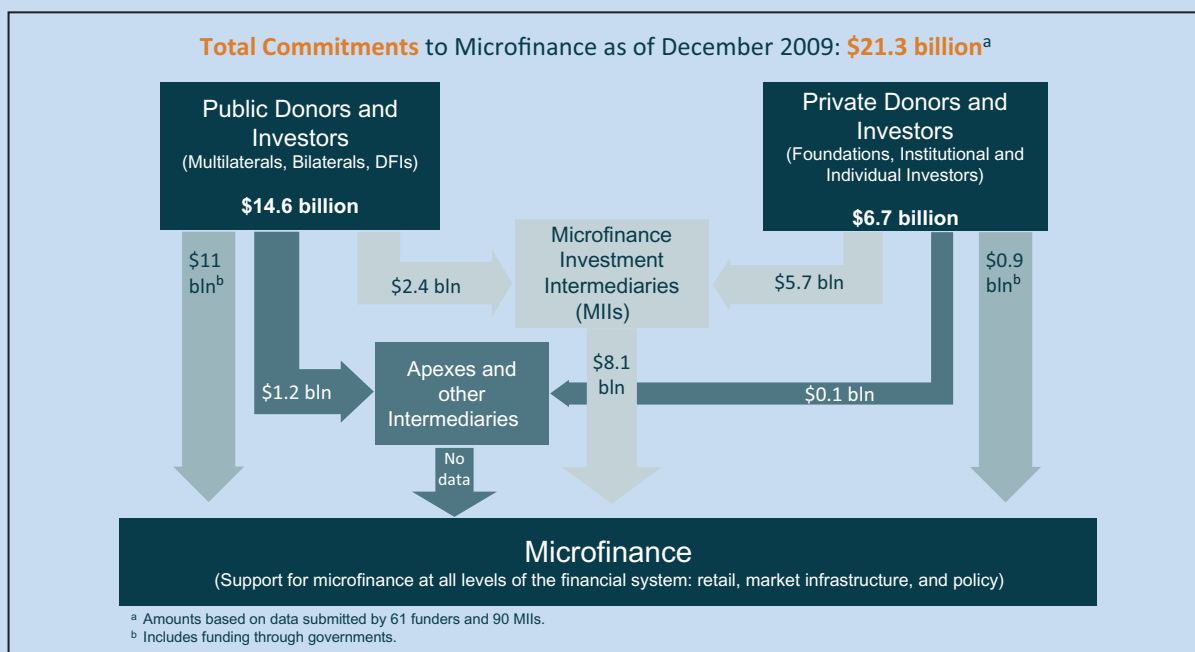 Total Commitments to Microfinance as of December 2009: $21.3 billionᵃ
Public Donors and
Investors
(Multilaterals, Bilaterals, DFIs)
$14.6 billion
Private Donors and
Investors
(Foundations, Institutional and
Individual Investors)
$6.7 billion
$11
blnᵇ
$2.4 bln
Microfinance
Investment
Intermediaries
(MIIs)
$5.7 bln
$0.9
blnᵇ
$1.2 bln
Apexes and
other
Intermediaries
$8.1
bln
$0.1 bln
No
data
Microfinance
(Support for microfinance at all levels of the financial system: retail, market infrastructure, and policy)
ᵃ Amounts based on data submitted by 61 funders and 90 MIIs.
ᵇ Includes funding through governments.